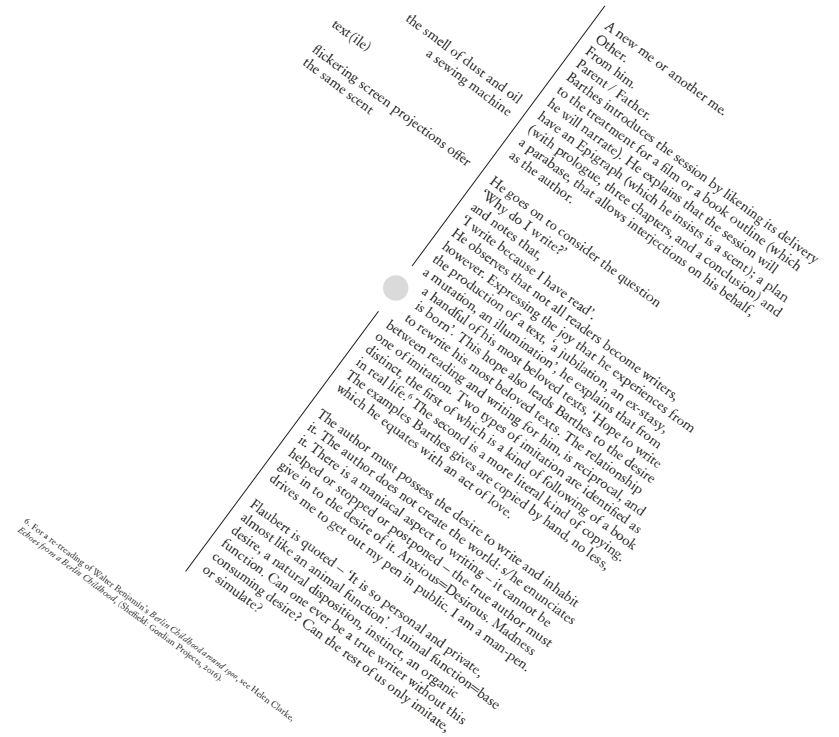 text(ile)
the smell of dust and oil
a sewing machine
flickering screen projections offer
the same scent
A new me or another me.
Other.
From him.
Parent / Father.
Barthes introduces the session by likening its delivery
to the treatment for a film or a book outline (which
he will narrate). He explains that the session will
have an Epigraph (which he insists is a scent); a plan
(with prologue, three chapters, and a conclusion) and
a parabase, that allows interjections on his behalf,
as the author.
He goes on to consider the question
‘Why do I write?’
and notes that,
‘I write because I have read’.
He observes that not all readers become writers,
however. Expressing the joy that he experiences from
the production of a text, ‘a jubilation, an ex-stasy,
a mutation, an illumination’, he explains that from
a handful of his most beloved texts, ‘Hope to write
is born’. This hope also leads Barthes to the desire
to rewrite his most beloved texts. The relationship
between reading and writing for him, is reciprocal, and
one of imitation. Two types of imitation are identified as
distinct, the first of which is a kind of following of a book
in real life.⁶ The second is a more literal kind of copying.
The examples Barthes gives are copied by hand, no less,
which he equates with an act of love.
The author must possess the desire to write and inhabit
it. The author does not create the world: s/he enunciates
it. There is a maniacal aspect to writing – it cannot be
helped or stopped or postponed – the true author must
give in to the desire of it. Anxious=Desirous. Madness
drives me to get out my pen in public. I am a man-pen.
Flaubert is quoted – ‘It is so personal and private,
almost like an animal function’. Animal function=base
desire, a natural disposition, instinct, an organic
function. Can one ever be a true writer without this
consuming desire? Can the rest of us only imitate,
or simulate?
6. For a re-treading of Walter Benjamin's Berlin Childhood around 1900, see Helen Clarke,
Echoes from a Berlin Childhood, (Sheffield: Gordian Projects, 2016).